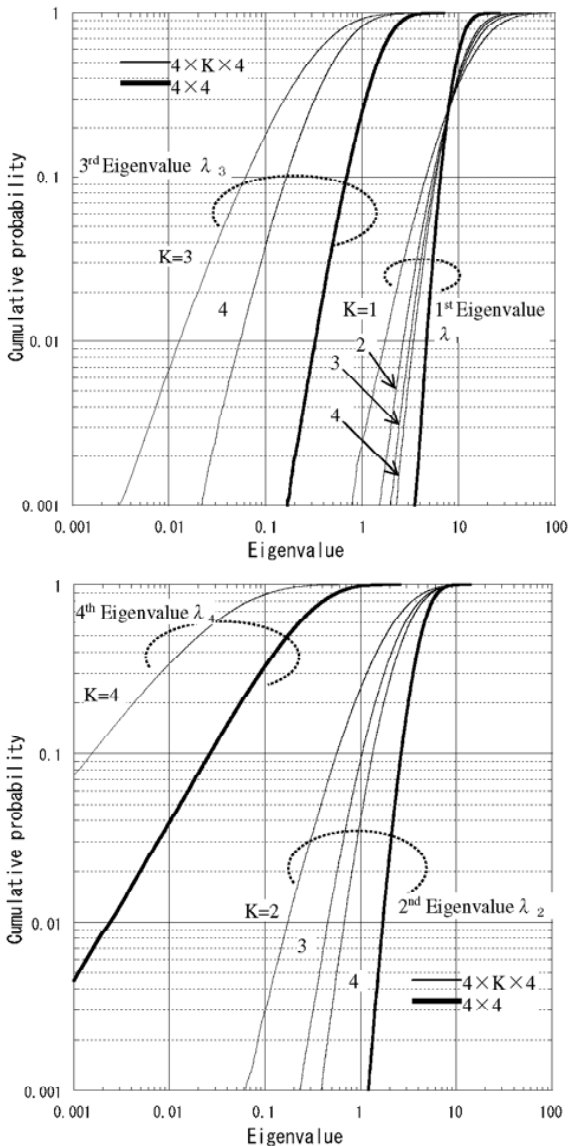 1
4×K×4
4×4
3rd Eigenvalue λ3
0.1
K=3
4
K=1
1st Eigenvalue
λ
2
3
4
0.01
0.001
0.001 0.01 0.1 1 10 100
Cumulative probability
Eigenvalue
1
4th Eigenvalue λ4
K=4
0.1
K=2
2nd Eigenvalue λ2
3
4
0.01
4×K×4
4×4
0.001
0.001 0.01 0.1 1 10 100
Cumulative probability
Eigenvalue